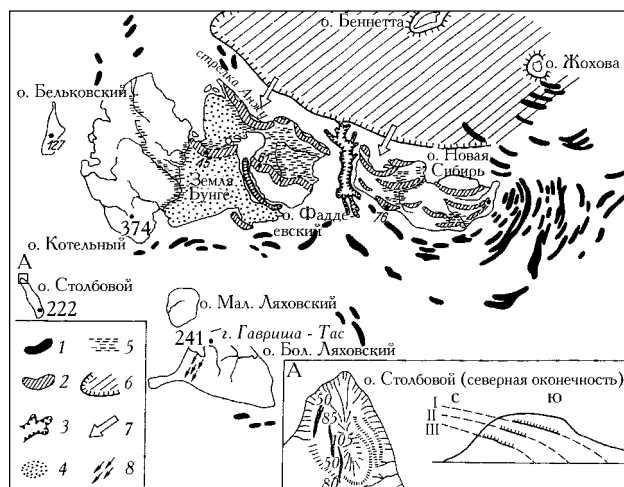 о. Беннетта
о. Жохова
стрелка Анжу
о. Бельковский
127
45
67
о. Новая
Сибирь
Земля
Бунге
76
374
о. Фадде-
евский
о. Котельный
А
о. Столбовой
222
о. Мал. Ляховский
241
г. Гавриша - Тас
о. Бол. Ляховский
1 5
2 6
3 7
4 8
А
о. Столбовой (северная оконечность)
50
85
105
50
80
С Ю
I
II
III